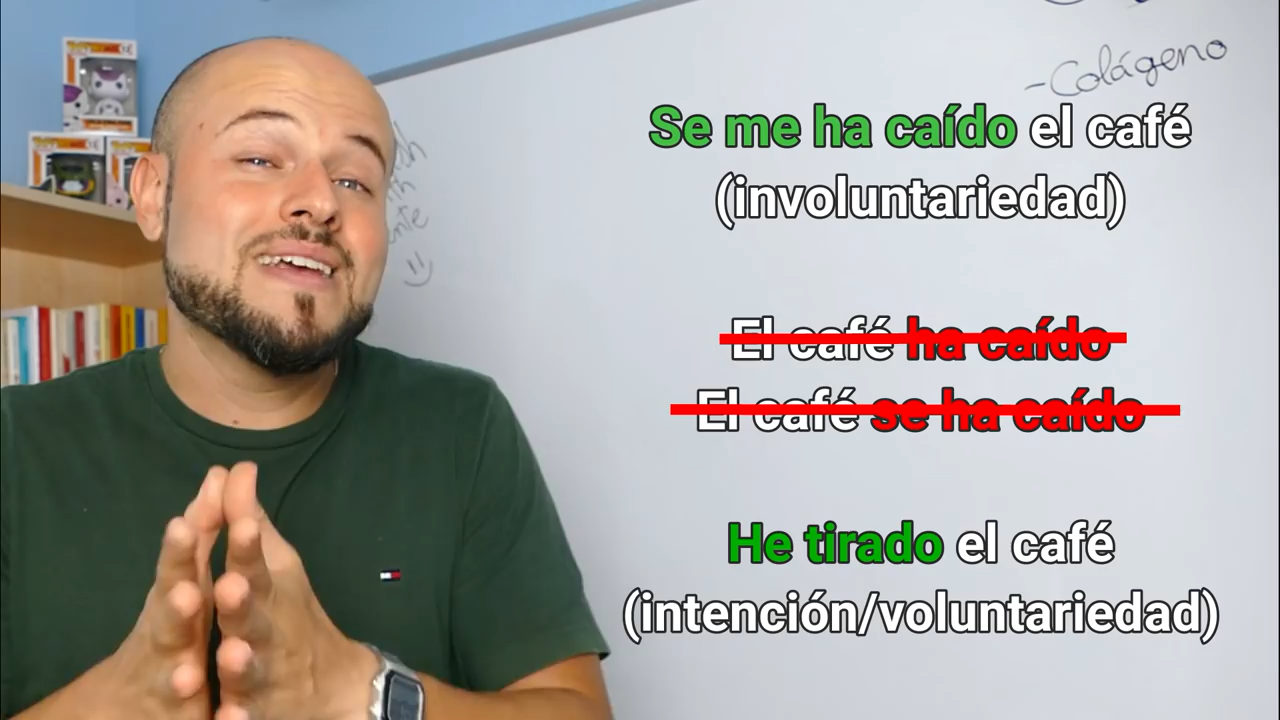 -Colágeno
Se me ha caído el café
(involuntariedad)
El café ha caído
El café se ha caído
He tirado el café
(intención/voluntariedad)